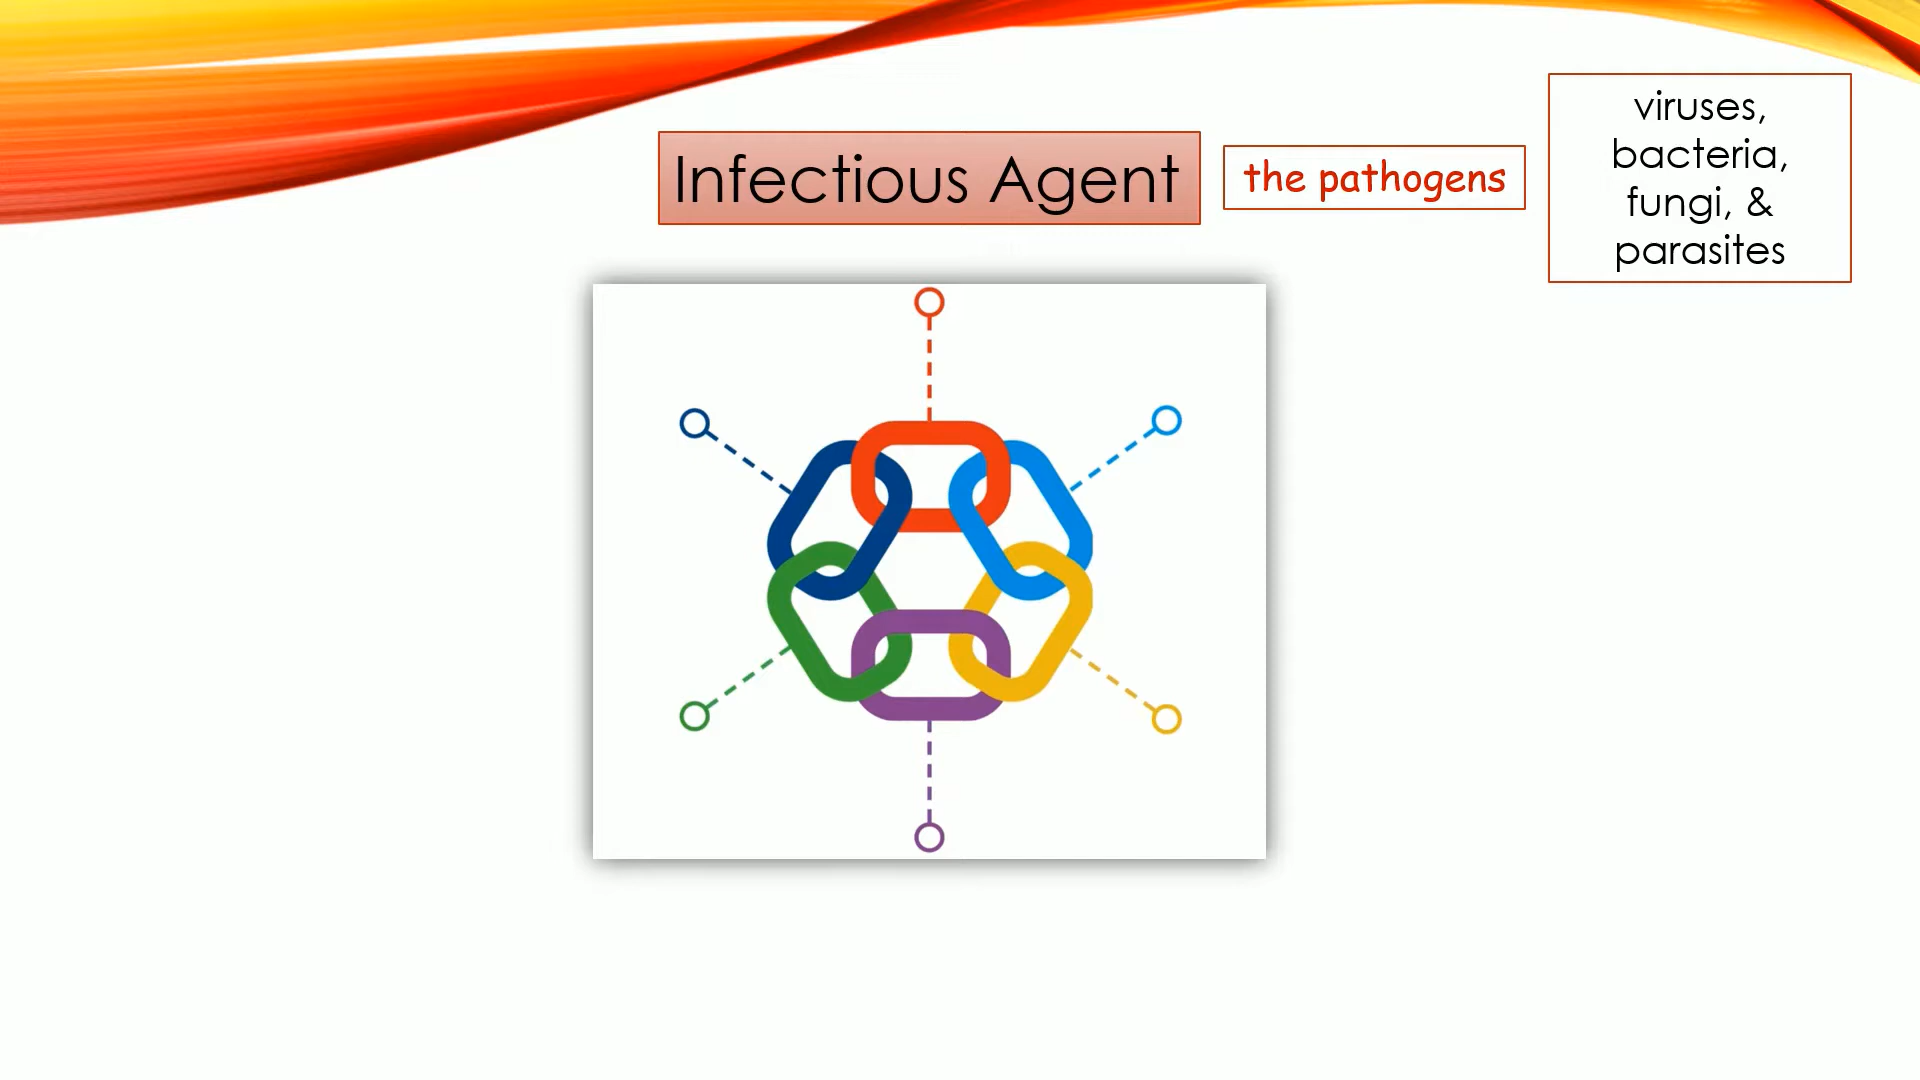 Infectious Agent
the pathogens
viruses,
bacteria,
fungi, &
parasites